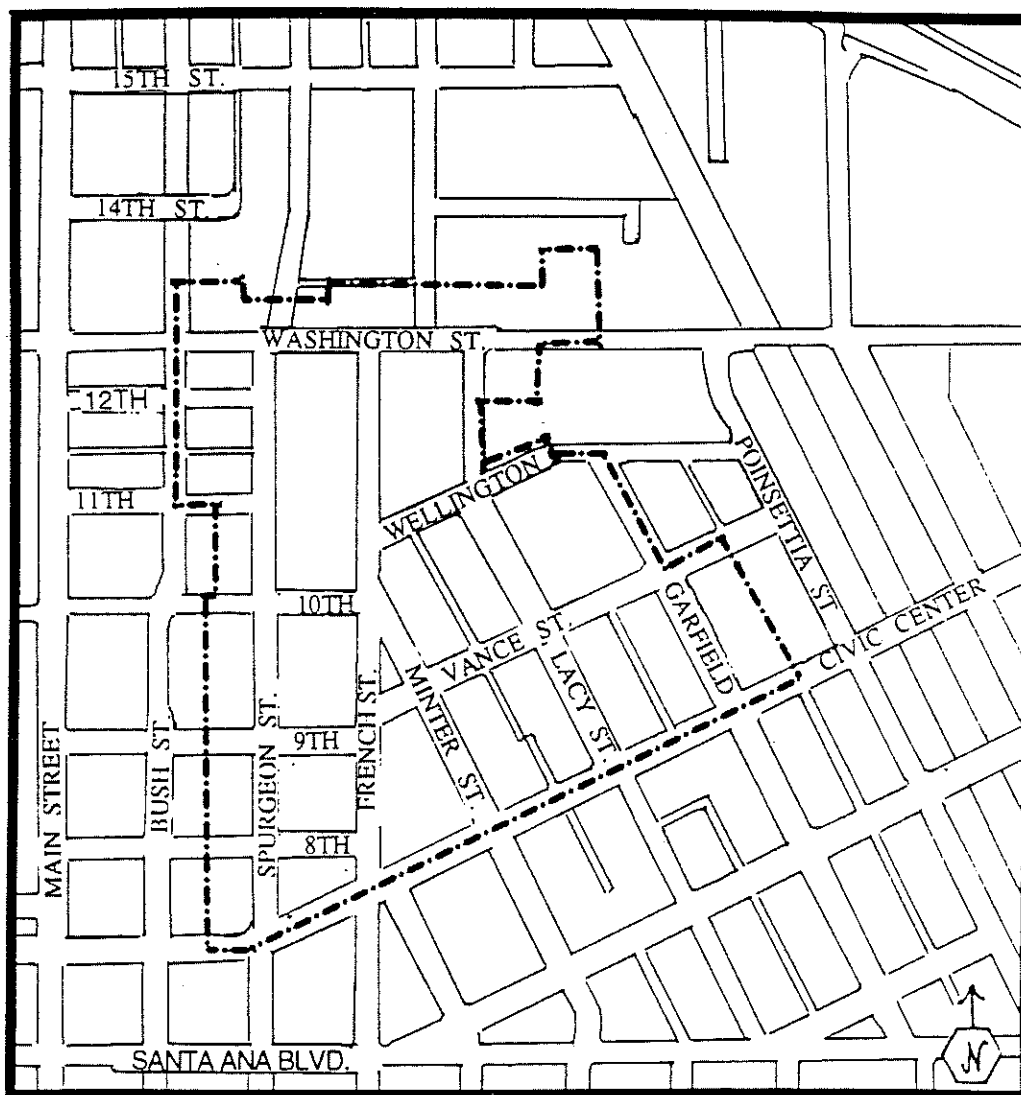 15TH ST.
14TH ST.
WASHINGTON ST.
12TH
11TH
WELLINGTON
POINSETTIA ST
10TH
GARFIELD
CIVIC CENTER
VANCE ST.
LACY ST.
MINTER ST.
FRENCH ST.
SPURGEON ST.
9TH
BUSH ST.
MAIN STREET
8TH
SANTA ANA BLVD.
N